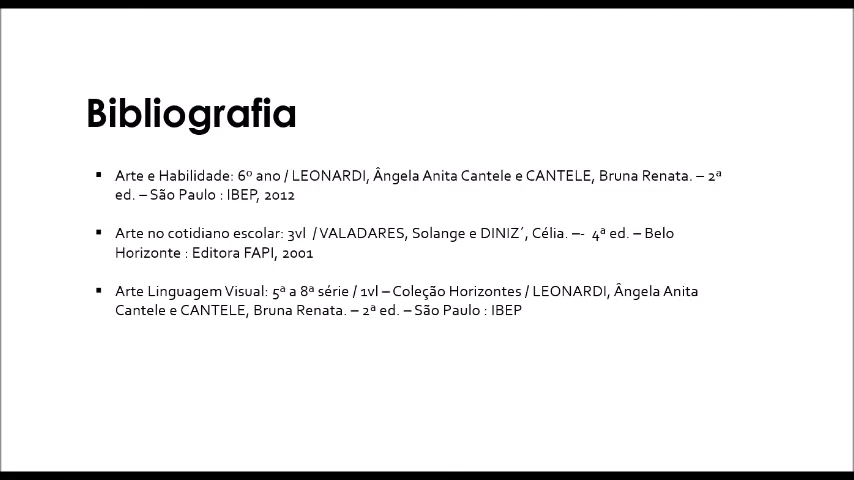 Bibliografia
▪ Arte e Habilidade: 6º ano / LEONARDI, Ângela Anita Cantele e CANTELE, Bruna Renata. – 2ª
ed. – São Paulo : IBEP, 2012
▪ Arte no cotidiano escolar: 3vl / VALADARES, Solange e DINIZ´, Célia. –- 4ª ed. – Belo
Horizonte : Editora FAPI, 2001
▪ Arte Linguagem Visual: 5ª a 8ª série / 1vl – Coleção Horizontes / LEONARDI, Ângela Anita
Cantele e CANTELE, Bruna Renata. – 2ª ed. – São Paulo : IBEP